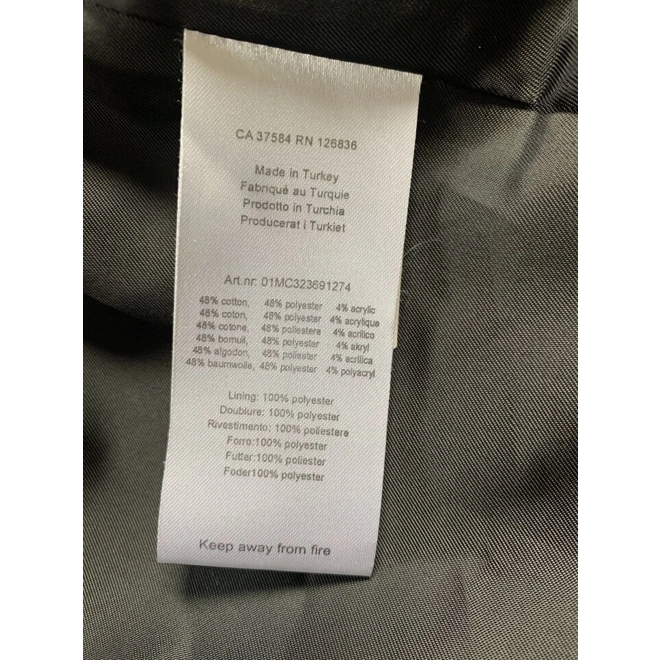 CA 37584 RN 126836
Made in Turkey
Fabriqué au Turquie
Prodotto in Turchia
Producerat i Turkiet
Art.nr: 01MC323691274
48% cotton, 48% polyester 4% acrylic
48% coton, 48% polyester 4% acrylique
48% cotone, 48% poliestere 4% acrilico
48% bomull, 48% polyester 4% akryl
48% algodon, 48% poliester 4% acrilica
48% baumwolle, 48% polyester 4% polyacryl
Lining: 100% polyester
Doublure: 100% polyester
Rivestimento: 100% poliestere
Forro:100% polyester
Futter:100% polyester
Foder100% polyester
Keep away from fire